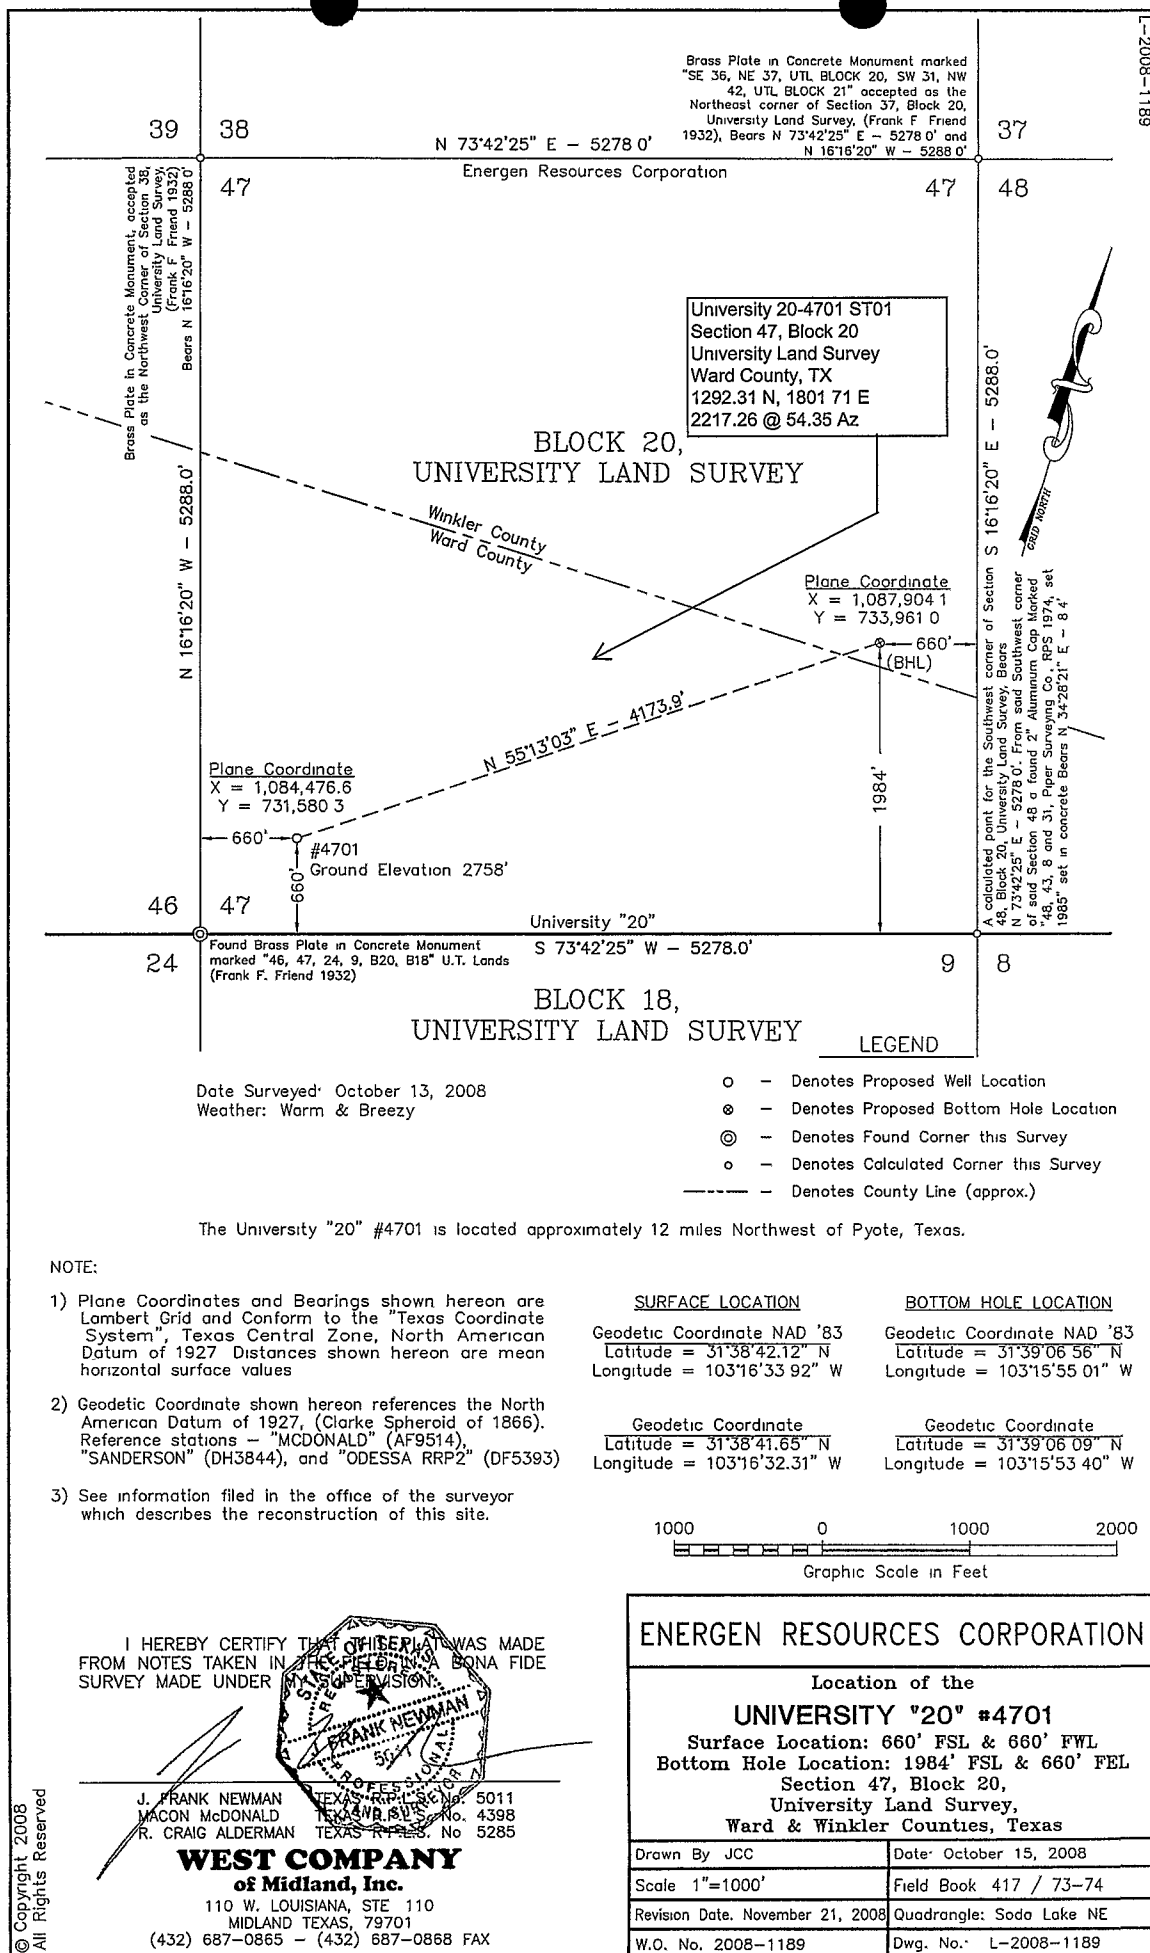 L-2008-1189
Brass Plate in Concrete Monument marked
"SE 36, NE 37, UTL BLOCK 20, SW 31, NW
42, UTL BLOCK 21" accepted as the
Northeast corner of Section 37, Block 20,
University Land Survey, (Frank F Friend
1932), Bears N 73°42'25" E - 5278 0' and
N 16°16'20" W - 5288 0'
39
38
N 73°42'25" E - 5278 0'
37
Energen Resources Corporation
47
47
48
Brass Plate in Concrete Monument, accepted
as the Northwest Corner of Section 38,
University Land Survey,
(Frank F Friend 1932)
Bears N 16°16'20" W - 5288 0'
University 20-4701 ST01
Section 47, Block 20
University Land Survey
Ward County, TX
1292.31 N, 1801 71 E
2217.26 @ 54.35 Az
BLOCK 20,
UNIVERSITY LAND SURVEY
N 16°16'20" W - 5288.0'
S 16°16'20" E - 5288.0'
GRID NORTH
Winkler County
Ward County
Plane Coordinate
X = 1,087,904 1
Y = 733,961 0
660'
(BHL)
N 55°13'03" E - 4173.9'
1984'
Plane Coordinate
X = 1,084,476.6
Y = 731,580 3
660'
#4701
Ground Elevation 2758'
660'
A calculated point for the Southwest corner of Section
48, Block 20, University Land Survey, Bears
N 73°42'25" E - 5278 0'. From said Southwest corner
of said Section 48 a found 2" Aluminum Cap Marked
"48, 43, 8 and 31, Piper Surveying Co, RPS 1974, set
1985" set in concrete Bears N 34°28'21" E - 8 4'
46
47
University "20"
Found Brass Plate in Concrete Monument
marked "46, 47, 24, 9, B20, B18" U.T. Lands
(Frank F. Friend 1932)
S 73°42'25" W - 5278.0'
24
9
8
BLOCK 18,
UNIVERSITY LAND SURVEY
LEGEND
Date Surveyed: October 13, 2008
Weather: Warm & Breezy
- Denotes Proposed Well Location
- Denotes Proposed Bottom Hole Location
- Denotes Found Corner this Survey
- Denotes Calculated Corner this Survey
- Denotes County Line (approx.)
The University "20" #4701 is located approximately 12 miles Northwest of Pyote, Texas.
NOTE:
1) Plane Coordinates and Bearings shown hereon are
Lambert Grid and Conform to the "Texas Coordinate
System", Texas Central Zone, North American
Datum of 1927 Distances shown hereon are mean
horizontal surface values
2) Geodetic Coordinate shown hereon references the North
American Datum of 1927, (Clarke Spheroid of 1866).
Reference stations - "MCDONALD" (AF9514),
"SANDERSON" (DH3844), and "ODESSA RRP2" (DF5393)
3) See information filed in the office of the surveyor
which describes the reconstruction of this site.
SURFACE LOCATION
Geodetic Coordinate NAD '83
Latitude = 31°38'42.12" N
Longitude = 103°16'33 92" W
Geodetic Coordinate
Latitude = 31°38'41.65" N
Longitude = 103°16'32.31" W
BOTTOM HOLE LOCATION
Geodetic Coordinate NAD '83
Latitude = 31°39'06 56" N
Longitude = 103°15'55 01" W
Geodetic Coordinate
Latitude = 31°39'06 09" N
Longitude = 103°15'53 40" W
1000 0 1000 2000
Graphic Scale in Feet
I HEREBY CERTIFY THAT THIS PLAT WAS MADE
FROM NOTES TAKEN IN THE FIELD IN A BONA FIDE
SURVEY MADE UNDER MY SUPERVISION.
STATE OF TEXAS
REGISTERED
J. FRANK NEWMAN
5011
PROFESSIONAL
LAND SURVEYOR
J. FRANK NEWMAN TEXAS R.P.L.S. No. 5011
MACON McDONALD TEXAS R.P.L.S. No. 4398
R. CRAIG ALDERMAN TEXAS R.P.L.S. No 5285
WEST COMPANY
of Midland, Inc.
110 W. LOUISIANA, STE 110
MIDLAND TEXAS, 79701
(432) 687-0865 - (432) 687-0868 FAX
© Copyright 2008
All Rights Reserved
ENERGEN RESOURCES CORPORATION
Location of the
UNIVERSITY "20" #4701
Surface Location: 660' FSL & 660' FWL
Bottom Hole Location: 1984' FSL & 660' FEL
Section 47, Block 20,
University Land Survey,
Ward & Winkler Counties, Texas
Drawn By JCC
Date: October 15, 2008
Scale 1"=1000'
Field Book 417 / 73-74
Revision Date. November 21, 2008
Quadrangle: Soda Lake NE
W.O. No. 2008-1189
Dwg. No.: L-2008-1189